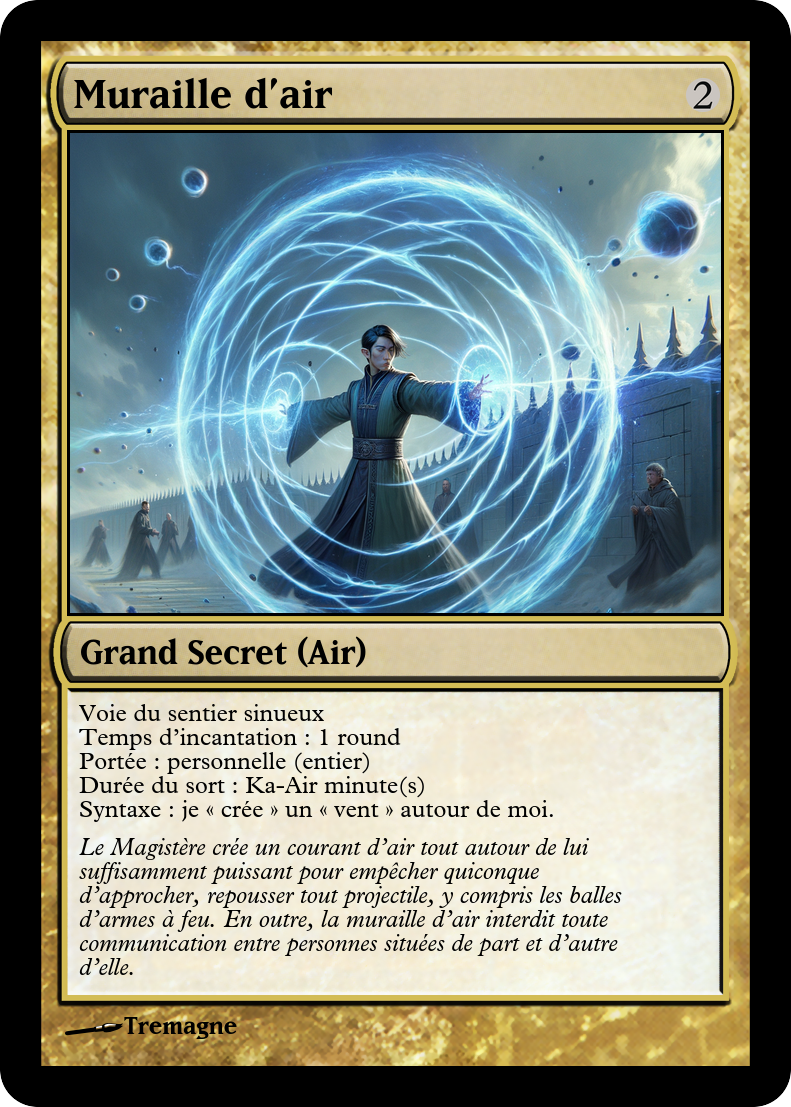 Muraille d'air
2
Grand Secret (Air)
Voie du sentier sinueux
Temps d'incantation : 1 round
Portée : personnelle (entier)
Durée du sort : Ka-Air minute(s)
Syntaxe : je « crée » un « vent » autour de moi.
Le Magistère crée un courant d'air tout autour de lui
suffisamment puissant pour empêcher quiconque
d'approcher, repousser tout projectile, y compris les balles
d'armes à feu. En outre, la muraille d'air interdit toute
communication entre personnes situées de part et d'autre
d'elle.
Tremagne